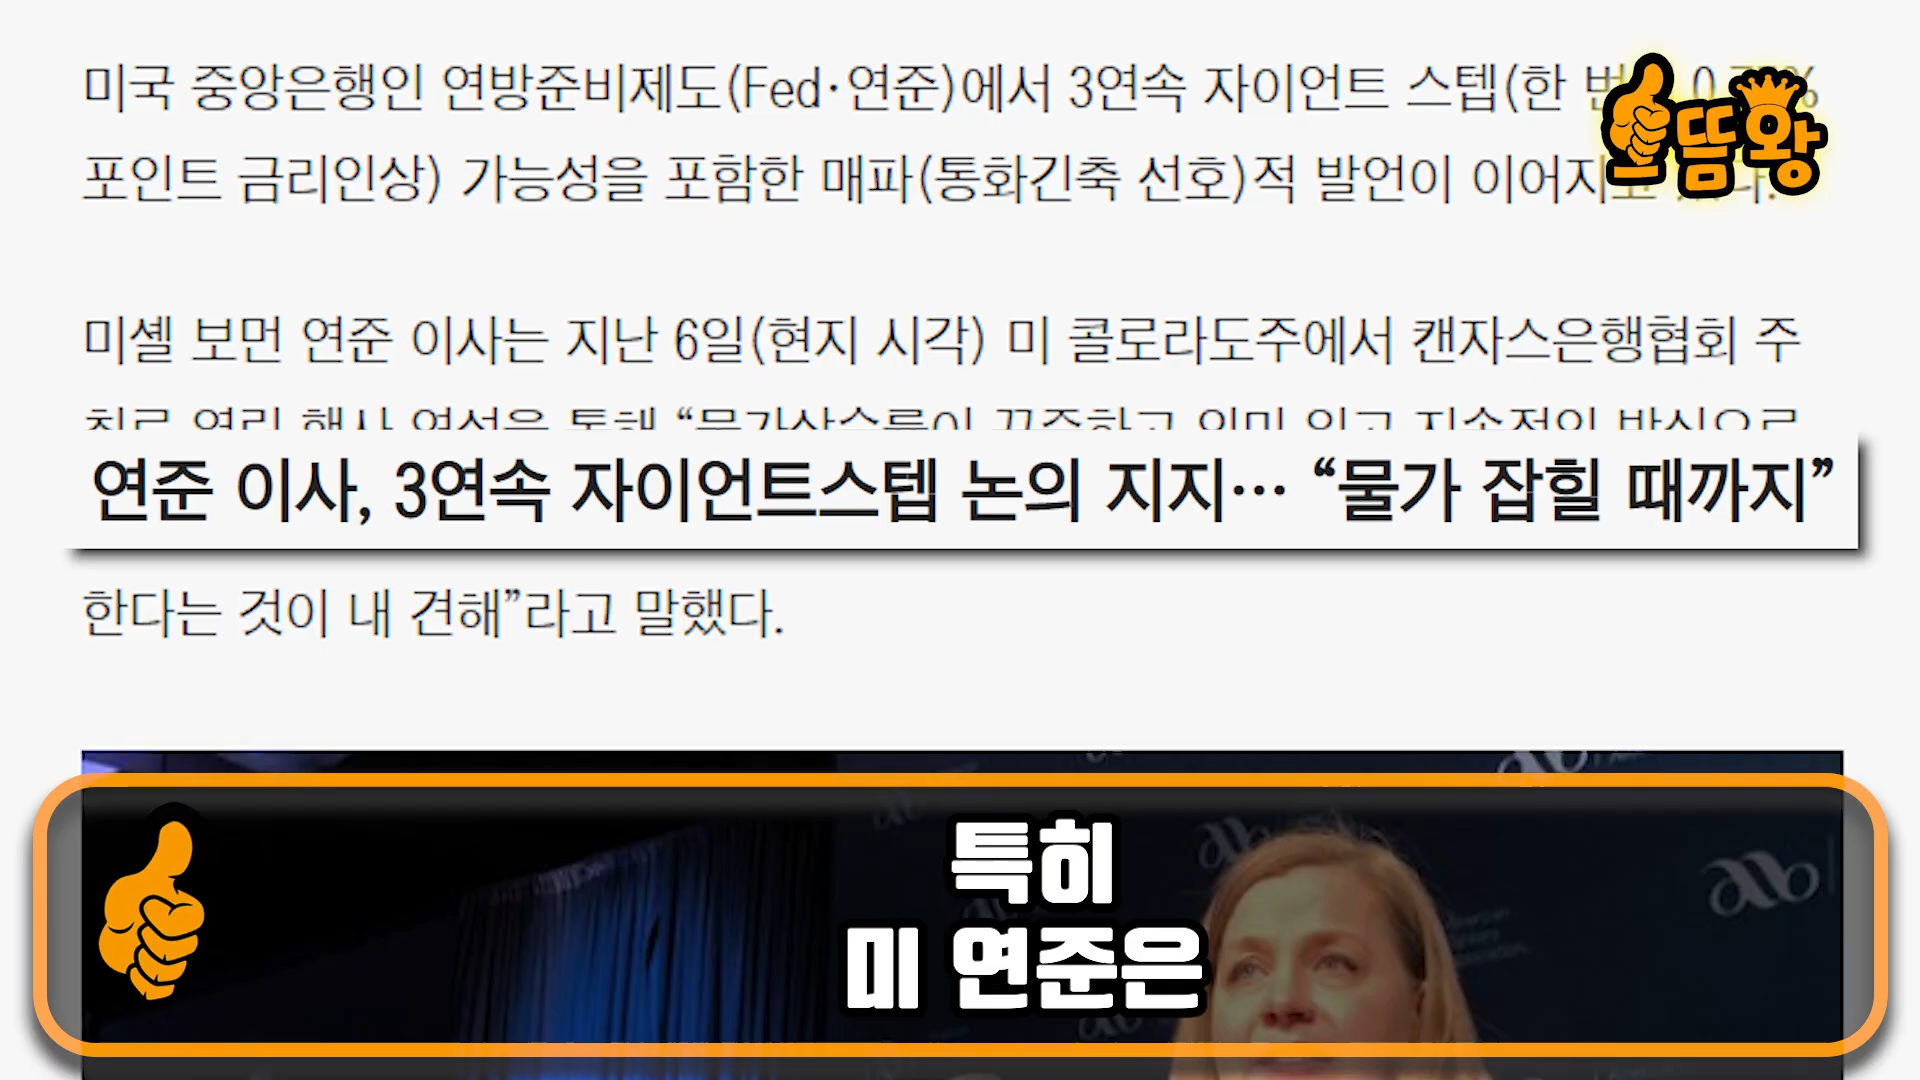 미국 중앙은행인 연방준비제도(Fed·연준)에서 3연속 자이언트 스텝(한
으뜸왕
포인트 금리인상) 가능성을 포함한 매파(통화긴축 선호)적 발언이
미셸 보먼 연준 이사는 지난 6일(현지 시각) 미 콜로라도주에서 캔자스은행협회 주
연준 이사, 3연속 자이언트스텝 논의 지지… “물가 잡힐 때까지”
한다는 것이 내 견해”라고 말했다.
특히
미 연준은